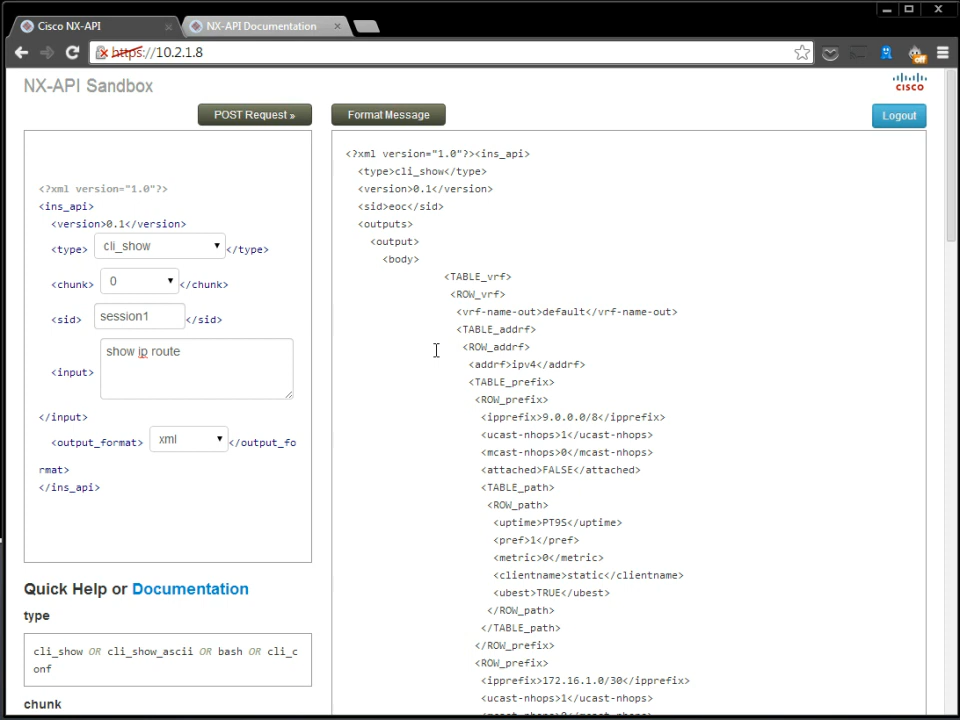 Cisco NX-API
NX-API Documentation
https://10.2.1.8
off
NX-API Sandbox
CISCO
POST Request »
Format Message
Logout
<?xml version="1.0"?>
<ins_api>
<version>0.1</version>
<type> cli_show </type>
<chunk> 0 </chunk>
<sid> session1 </sid>
show ip route
<input>
</input>
<output_format> xml </output_fo
rmat>
</ins_api>
Quick Help or Documentation
type
cli_show OR cli_show_ascii OR bash OR cli_c
onf
chunk
<?xml version="1.0"?><ins_api>
<type>cli_show</type>
<version>0.1</version>
<sid>eoc</sid>
<outputs>
<output>
<body>
<TABLE_vrf>
<ROW_vrf>
<vrf-name-out>default</vrf-name-out>
<TABLE_addrf>
<ROW_addrf>
<addrf>ipv4</addrf>
<TABLE_prefix>
<ROW_prefix>
<ipprefix>9.0.0.0/8</ipprefix>
<ucast-nhops>1</ucast-nhops>
<mcast-nhops>0</mcast-nhops>
<attached>FALSE</attached>
<TABLE_path>
<ROW_path>
<uptime>PT9S</uptime>
<pref>1</pref>
<metric>0</metric>
<clientname>static</clientname>
<ubest>TRUE</ubest>
</ROW_path>
</TABLE_path>
</ROW_prefix>
<ROW_prefix>
<ipprefix>172.16.1.0/30</ipprefix>
<ucast-nhops>1</ucast-nhops>